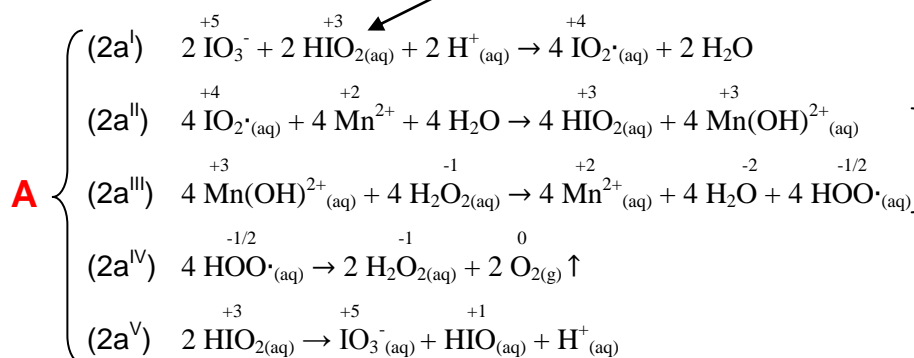 +5 +3 +4
(2aᴵ) 2 IO₃⁻ + 2 HIO₂₍aq₎ + 2 H⁺₍aq₎ → 4 IO₂·₍aq₎ + 2 H₂O
+4 +2 +3 +3
(2aᴵᴵ) 4 IO₂·₍aq₎ + 4 Mn²⁺ + 4 H₂O → 4 HIO₂₍aq₎ + 4 Mn(OH)²⁺₍aq₎
+3 -1 +2 -2 -1/2
A (2aᴵᴵᴵ) 4 Mn(OH)²⁺₍aq₎ + 4 H₂O₂₍aq₎ → 4 Mn²⁺₍aq₎ + 4 H₂O + 4 HOO·₍aq₎
-1/2 -1 0
(2aᴵⱽ) 4 HOO·₍aq₎ → 2 H₂O₂₍aq₎ + 2 O₂₍g₎ ↑
+3 +5 +1
(2aⱽ) 2 HIO₂₍aq₎ → IO₃⁻₍aq₎ + HIO₍aq₎ + H⁺₍aq₎